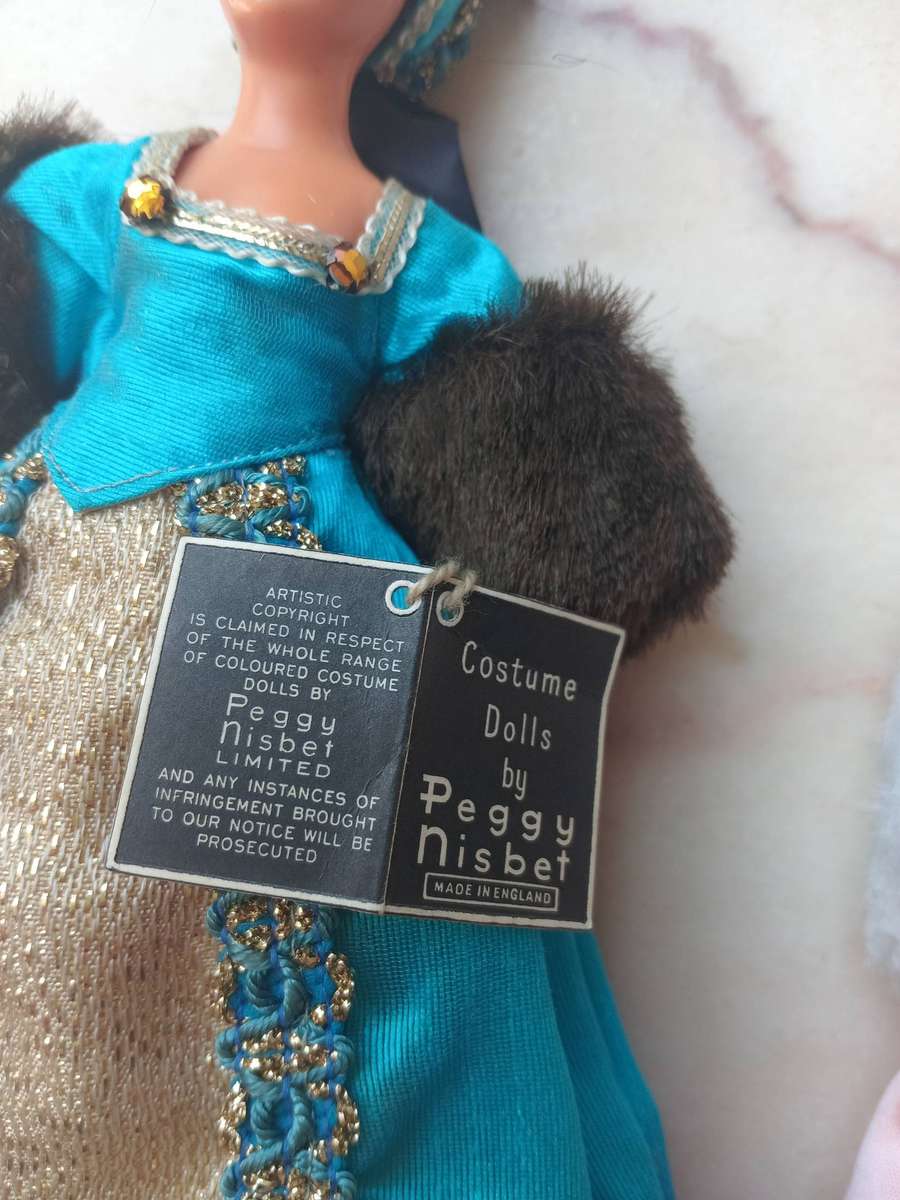 ARTISTIC
COPYRIGHT
IS CLAIMED IN RESPECT
OF THE WHOLE RANGE
OF COLOURED COSTUME
DOLLS BY
Peggy
Nisbet
LIMITED
AND ANY INSTANCES OF
INFRINGEMENT BROUGHT
TO OUR NOTICE WILL BE
PROSECUTED
Costume
Dolls
by
Peggy
Nisbet
MADE IN ENGLAND